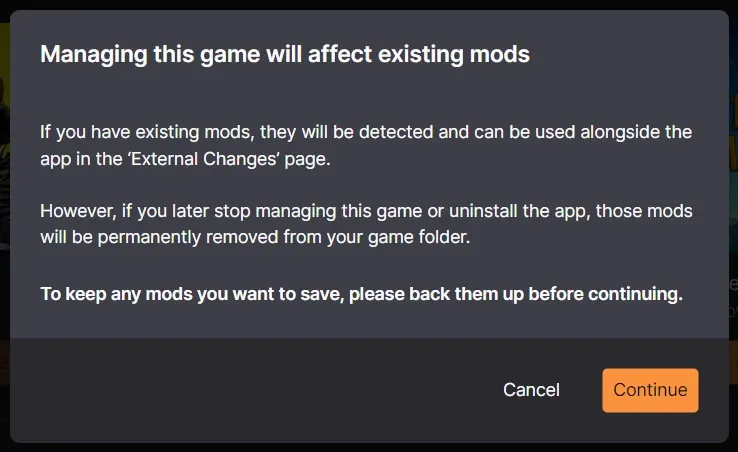 Managing this game will affect existing mods
If you have existing mods, they will be detected and can be used alongside the
app in the ‘External Changes’ page.
However, if you later stop managing this game or uninstall the app, those mods
will be permanently removed from your game folder.
To keep any mods you want to save, please back them up before continuing.
Cancel
Continue